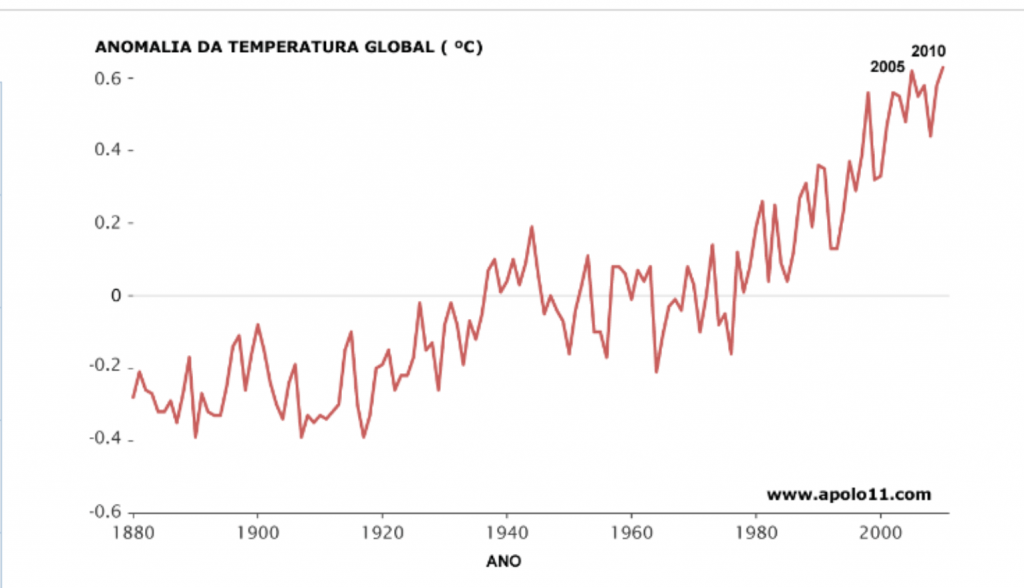 ANOMALIA DA TEMPERATURA GLOBAL ( ºC)
2010
2005
0.6
0.4
0.2
0
-0.2
-0.4
-0.6
www.apolo11.com
1880 1900 1920 1940 1960 1980 2000
ANO